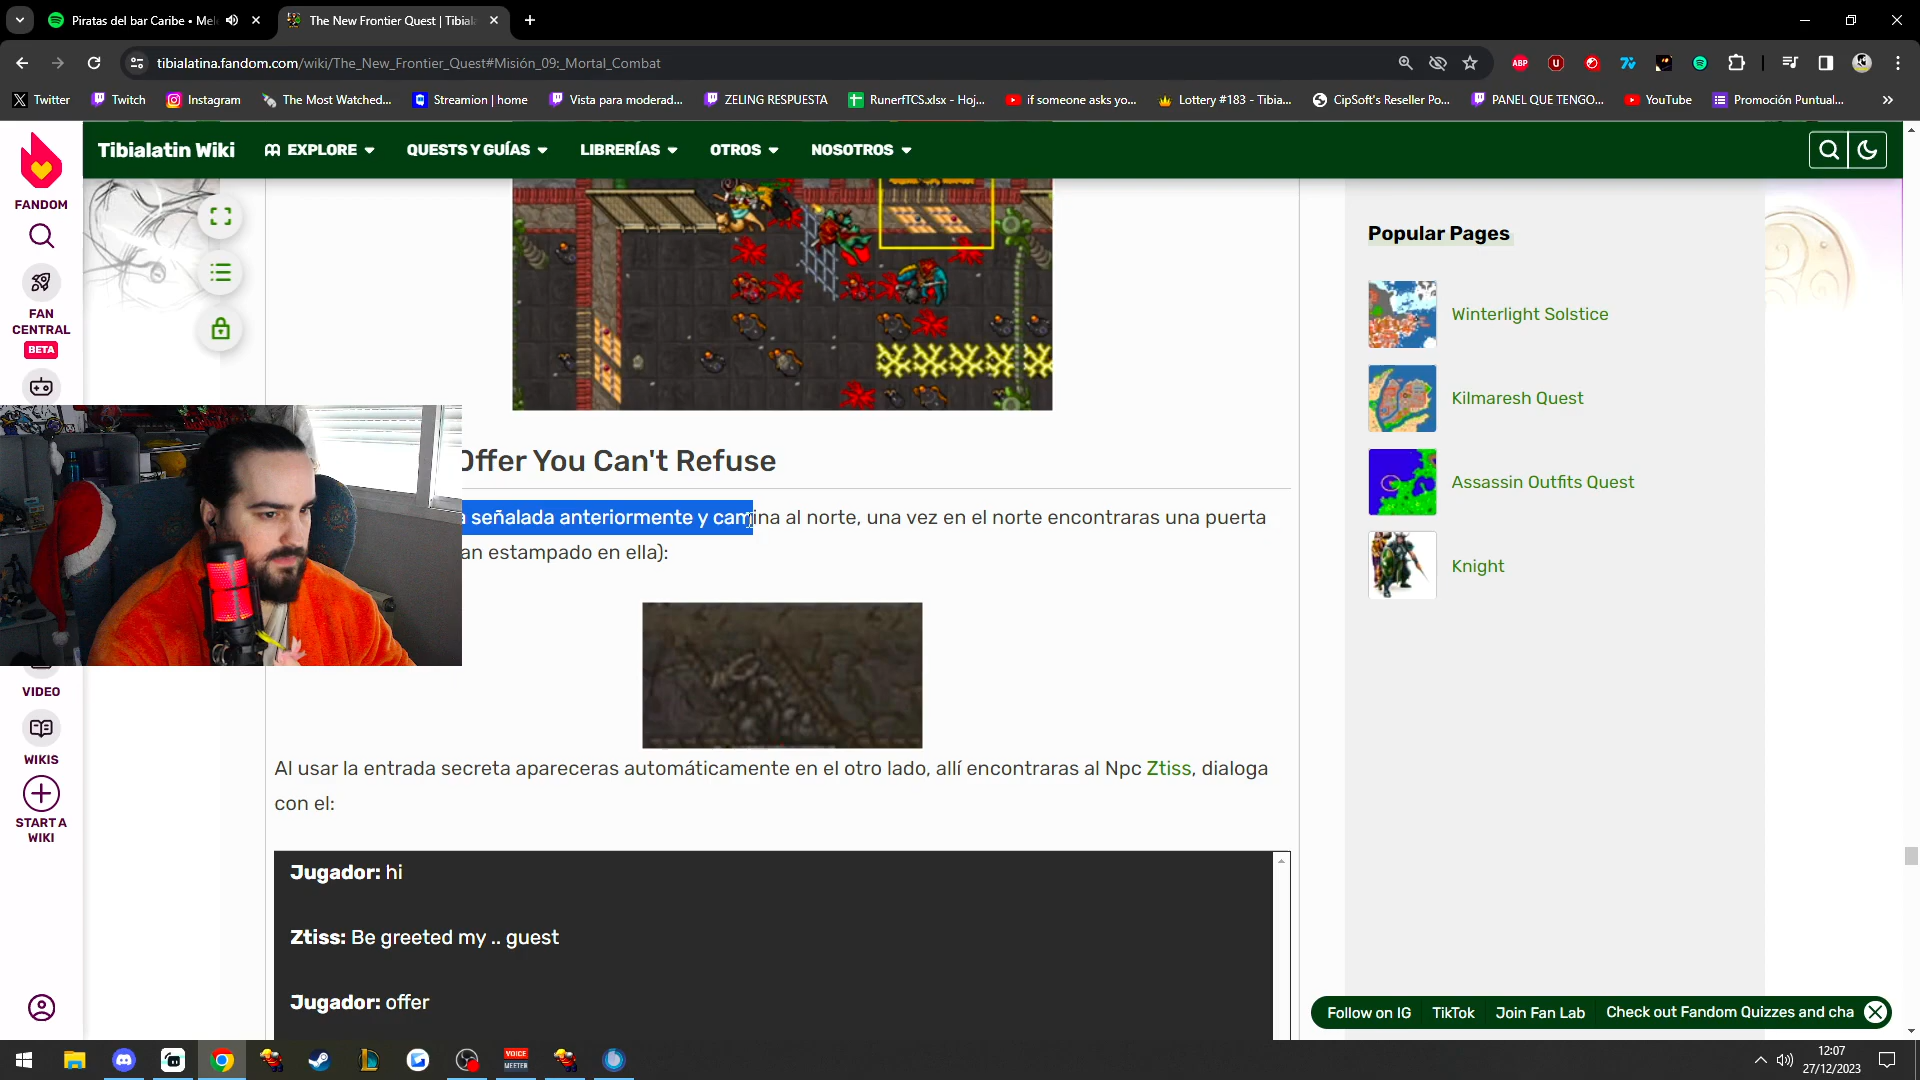 Piratas del bar Caribe • Mel
The New Frontier Quest | Tibial
tibialatina.fandom.com/wiki/The_New_Frontier_Quest#Misión_09:_Mortal_Combat
Twitter
Twitch
Instagram
The Most Watched...
Streamion | home
Vista para moderad...
ZELING RESPUESTA
RunerfTCS.xlsx - Hoj...
if someone asks yo...
Lottery #183 - Tibia...
CipSoft's Reseller Po...
PANEL QUE TENGO...
YouTube
Promoción Puntual...
Tibialatin Wiki
EXPLORE
QUESTS Y GUÍAS
LIBRERÍAS
OTROS
NOSOTROS
FANDOM
FAN
CENTRAL
BETA
VIDEO
WIKIS
START A
WIKI
Offer You Can't Refuse
a señalada anteriormente y camina al norte, una vez en el norte encontraras una puerta
an estampado en ella):
Al usar la entrada secreta apareceras automáticamente en el otro lado, allí encontraras al Npc Ztiss, dialoga
con el:
Jugador: hi
Ztiss: Be greeted my .. guest
Jugador: offer
Popular Pages
Winterlight Solstice
Kilmaresh Quest
Assassin Outfits Quest
Knight
Follow on IG
TikTok
Join Fan Lab
Check out Fandom Quizzes and cha
ABP
VOICE
MEETER
12:07
27/12/2023